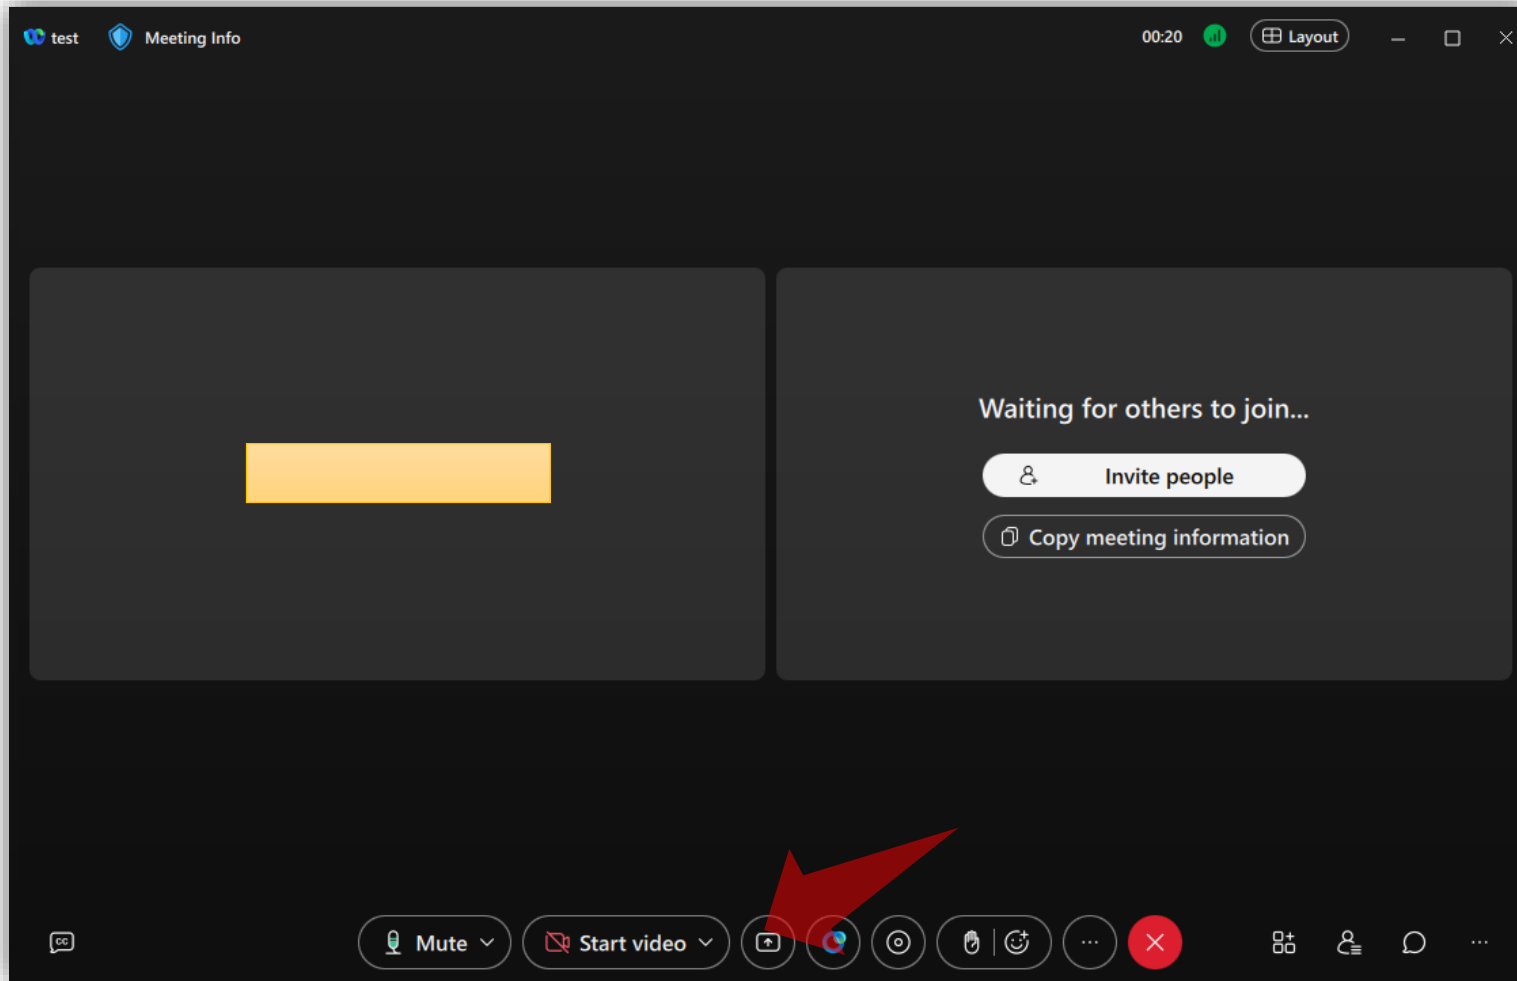 test
Meeting Info
00:20
Layout
Waiting for others to join...
Invite people
Copy meeting information
CC
Mute
Start video